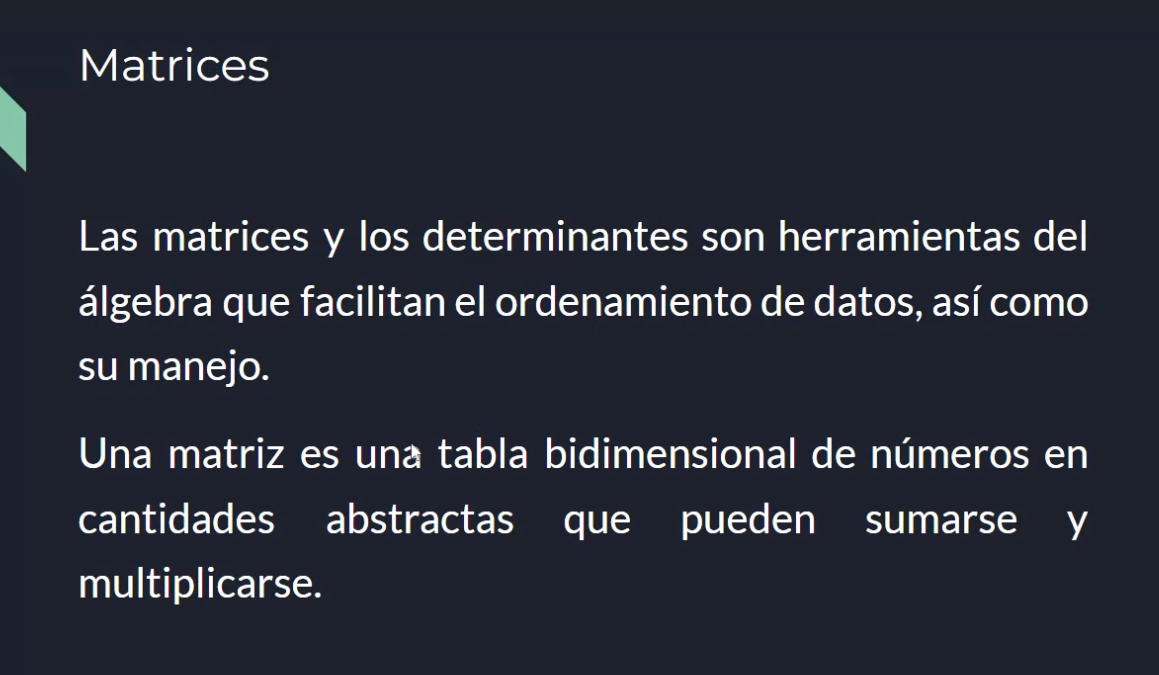 Matrices
Las matrices y los determinantes son herramientas del
álgebra que facilitan el ordenamiento de datos, así como
su manejo.
Una matriz es una tabla bidimensional de números en
cantidades abstractas que pueden sumarse y
multiplicarse.